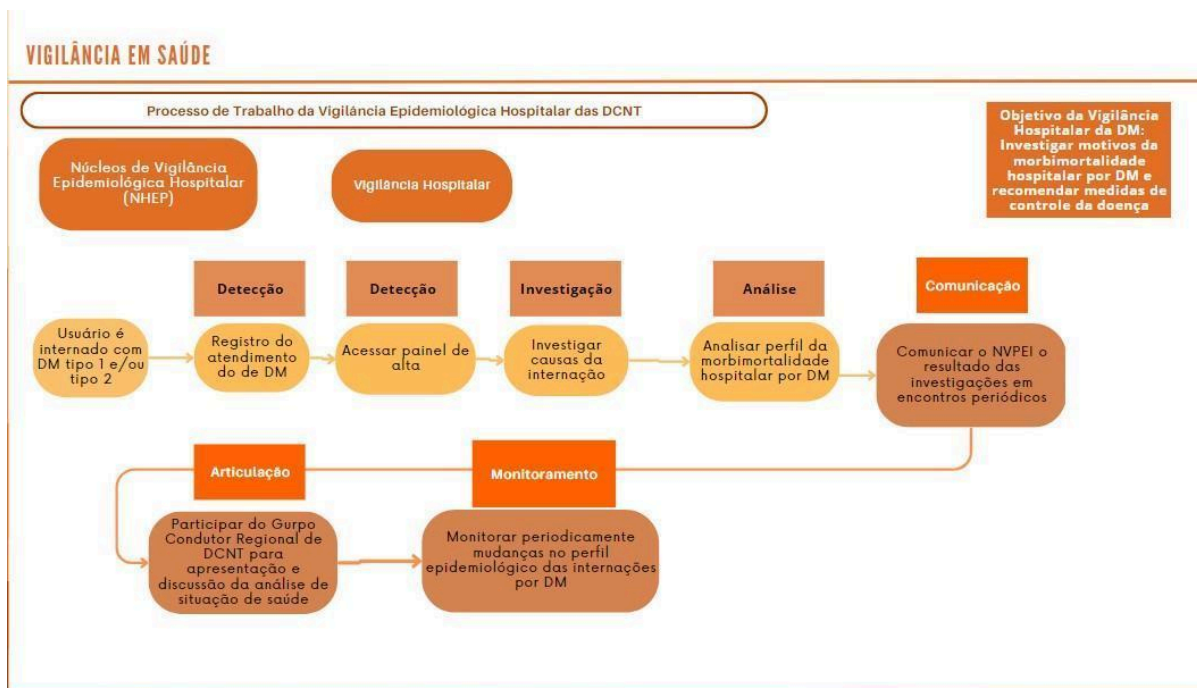 VIGILÂNCIA EM SAÚDE
Processo de Trabalho da Vigilância Epidemiológica Hospitalar das DCNT
Objetivo da Vigilância
Hospitalar da DM:
Investigar motivos da
morbimortalidade
hospitalar por DM e
recomendar medidas de
controle da doença
Núcleos de Vigilância
Epidemiológica Hospitalar
(NHEP)
Vigilância Hospitalar
Detecção
Detecção
Investigação
Análise
Comunicação
Usuário é
internado com
DM tipo 1 e/ou
tipo 2
Registro do
atendimento
do de DM
Acessar painel de
alta
Investigar
causas da
internação
Analisar perfil da
morbimortalidade
hospitalar por DM
Comunicar o NVPEI o
resultado das
investigações em
encontros periódicos
Articulação
Monitoramento
Participar do Gurpo
Condutor Regional de
DCNT para
apresentação e
discussão da análise de
situação de saúde
Monitorar periodicamente
mudanças no perfil
epidemiológico das internações
por DM